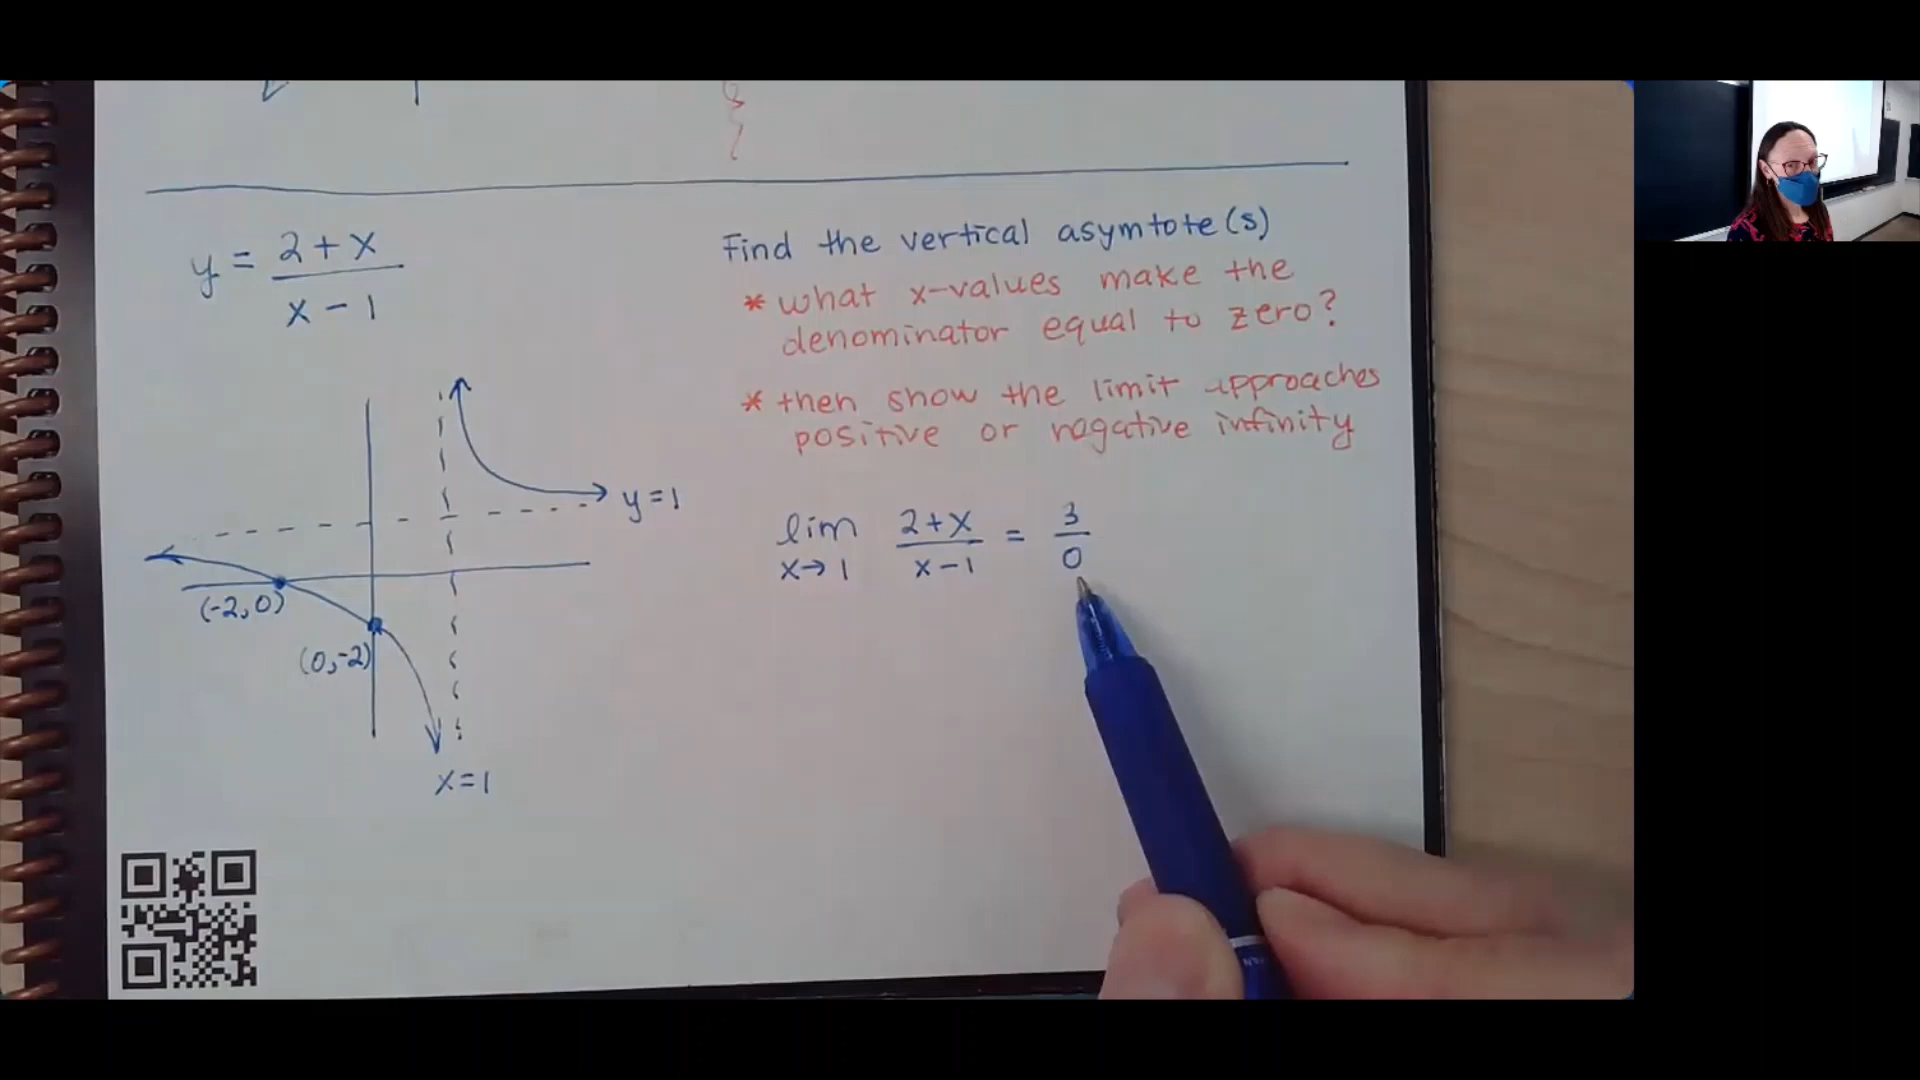 y = 2 + x
x - 1
Find the vertical asymtote(s)
* what x-values make the
denominator equal to zero?
* then show the limit approaches
positive or nagative infinity
y = 1
(-2, 0)
(0, -2)
x = 1
lim 2 + x = 3
x → 1 x - 1 0